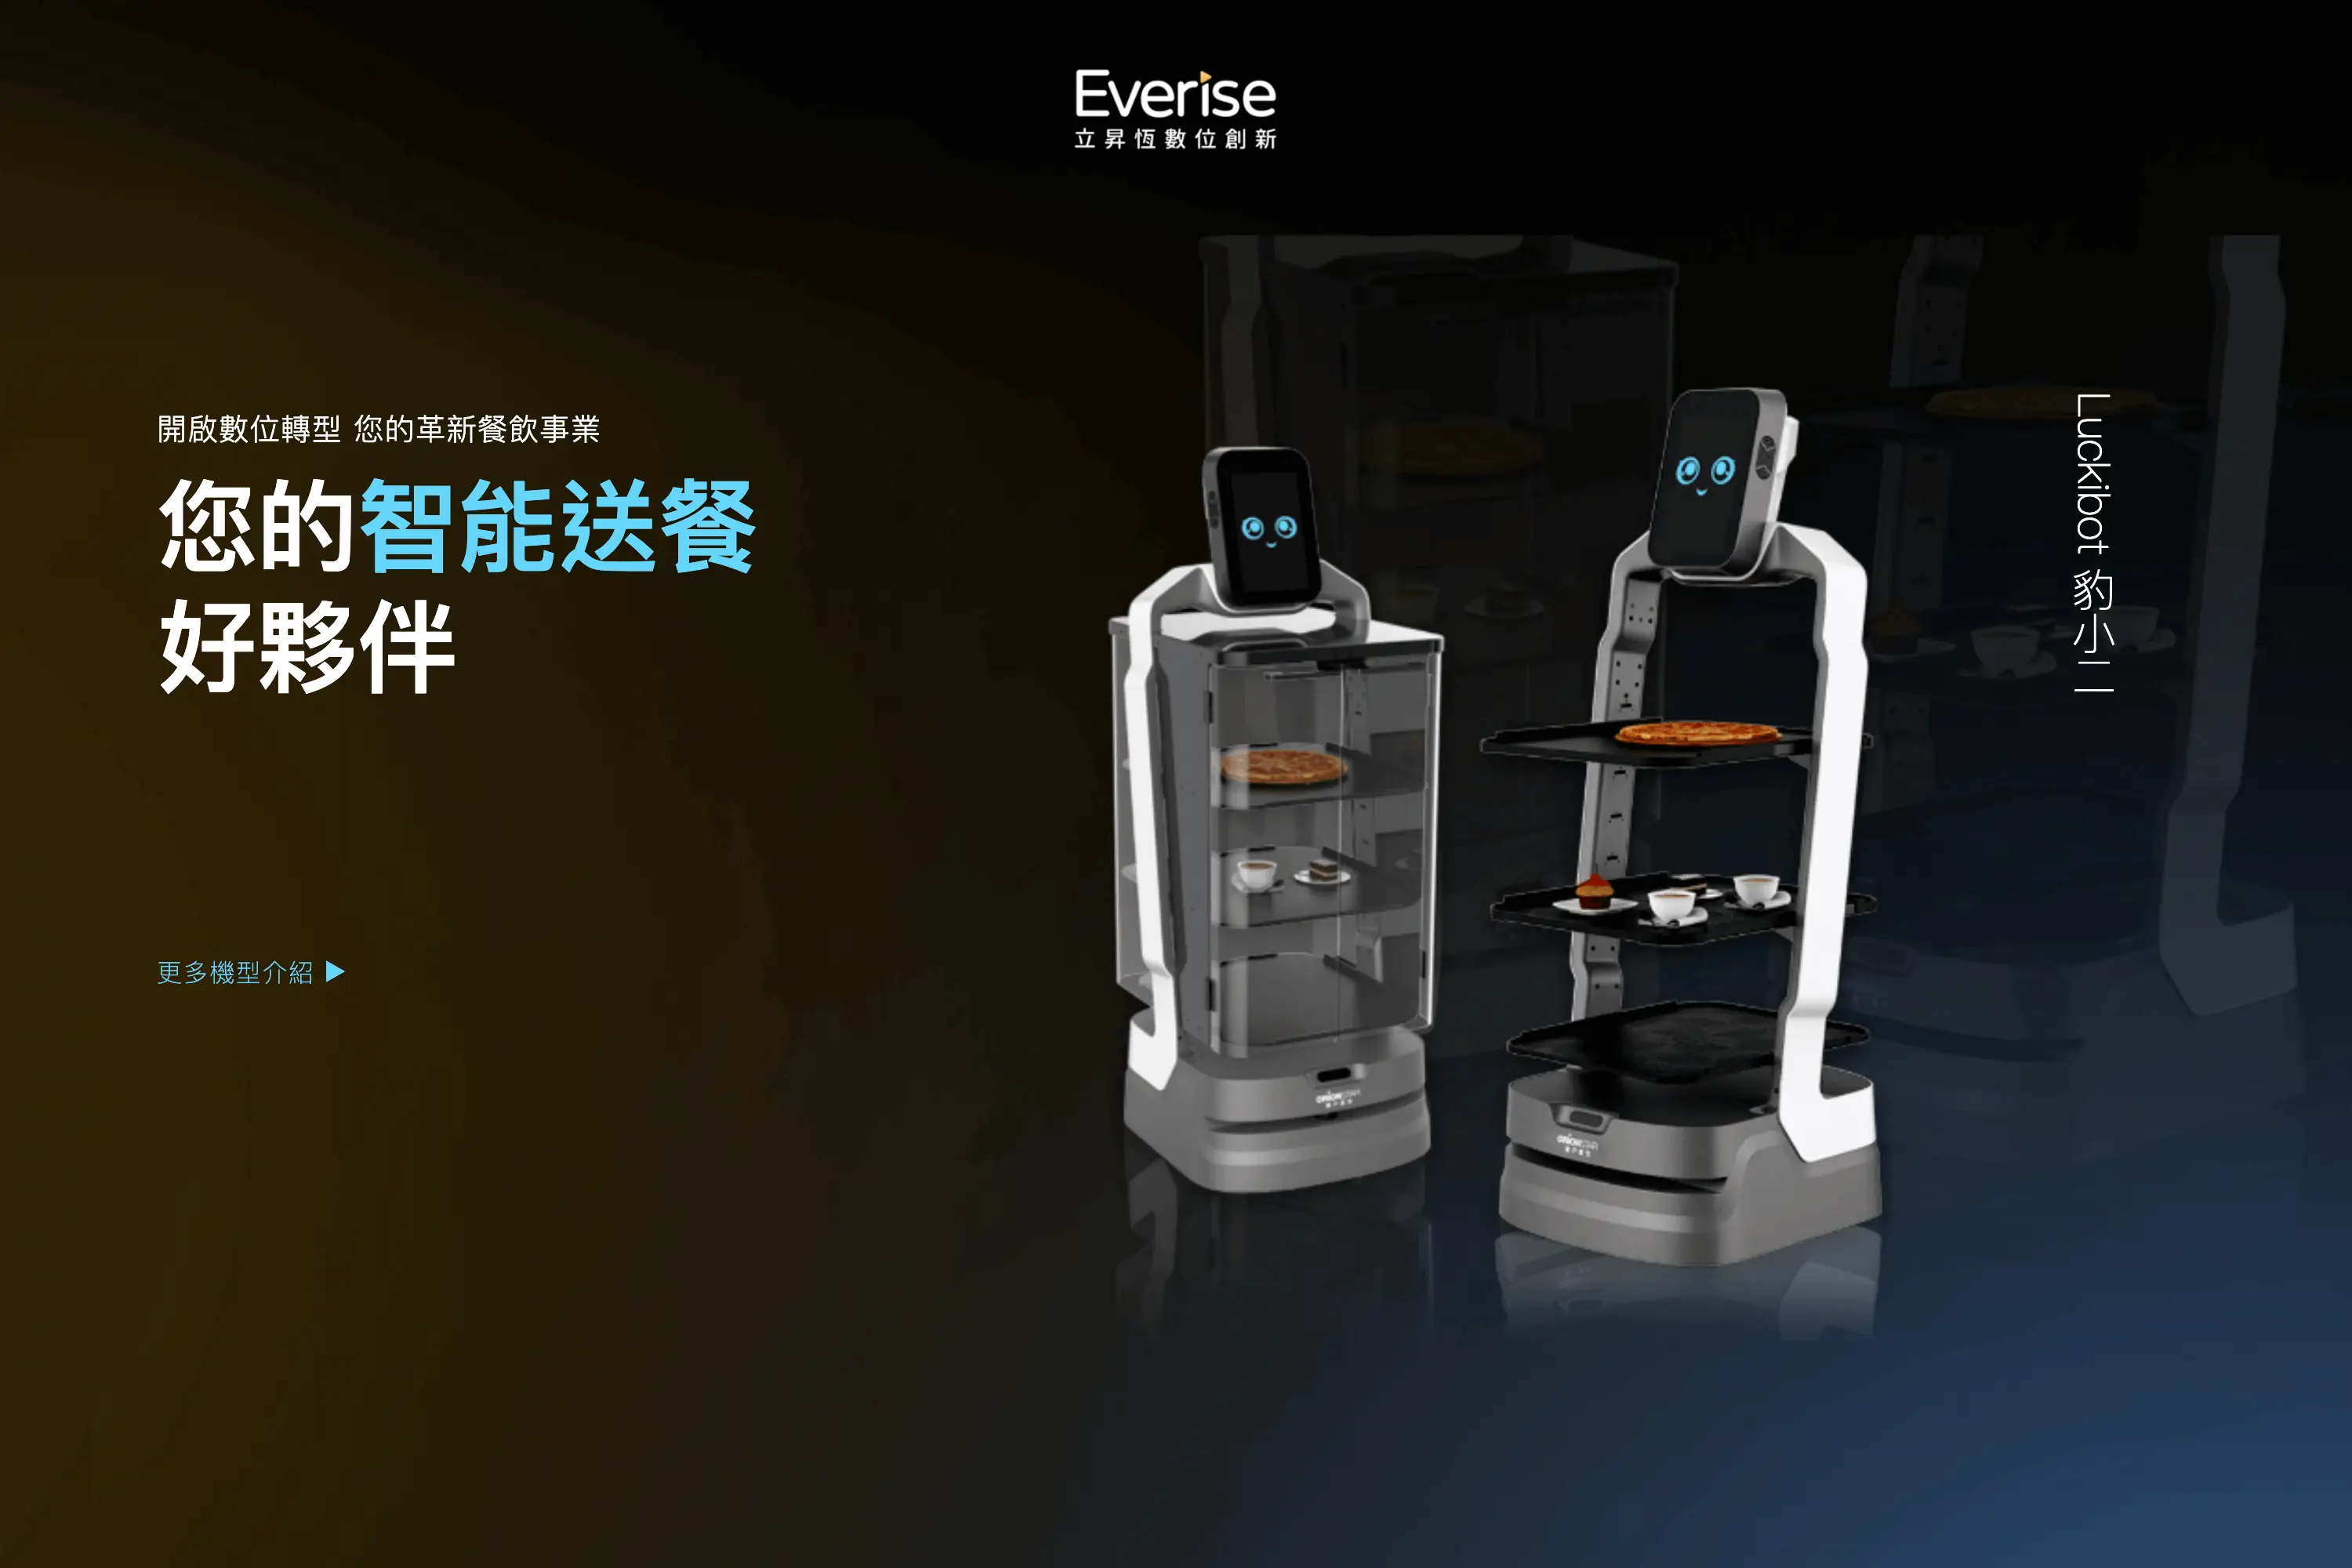 Everise
立昇恆數位創新
開啟數位轉型 您的革新餐飲事業
您的智能送餐
好夥伴
Luckibot 豹小二
更多機型介紹 ▶
ORIONSTAR
ORIONSTAR